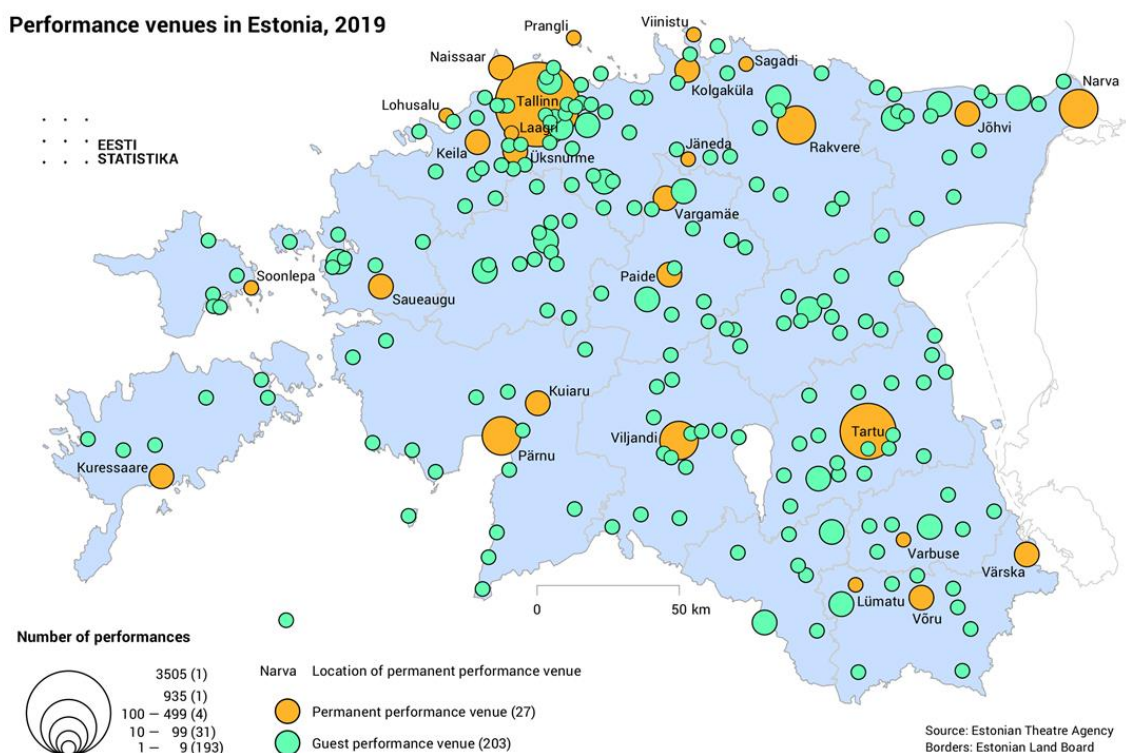 Performance venues in Estonia, 2019
Prangli
Viinistu
Naissaar
Sagadi
Kolgaküla
Narva
Lohusalu
Tallinn
Laagri
Jõhvi
Keila
Üksnurme
Jäneda
Rakvere
EESTI
STATISTIKA
Vargamäe
Soonlepa
Paide
Saueaugu
Kuiaru
Viljandi
Tartu
Pärnu
Kuressaare
Varbuse
Värska
Lümatu
Võru
0 50 km
Number of performances
3505 (1)
935 (1)
100 – 499 (4)
10 – 99 (31)
1 – 9 (193)
Narva Location of permanent performance venue
Permanent performance venue (27)
Guest performance venue (203)
Source: Estonian Theatre Agency
Borders: Estonian Land Board